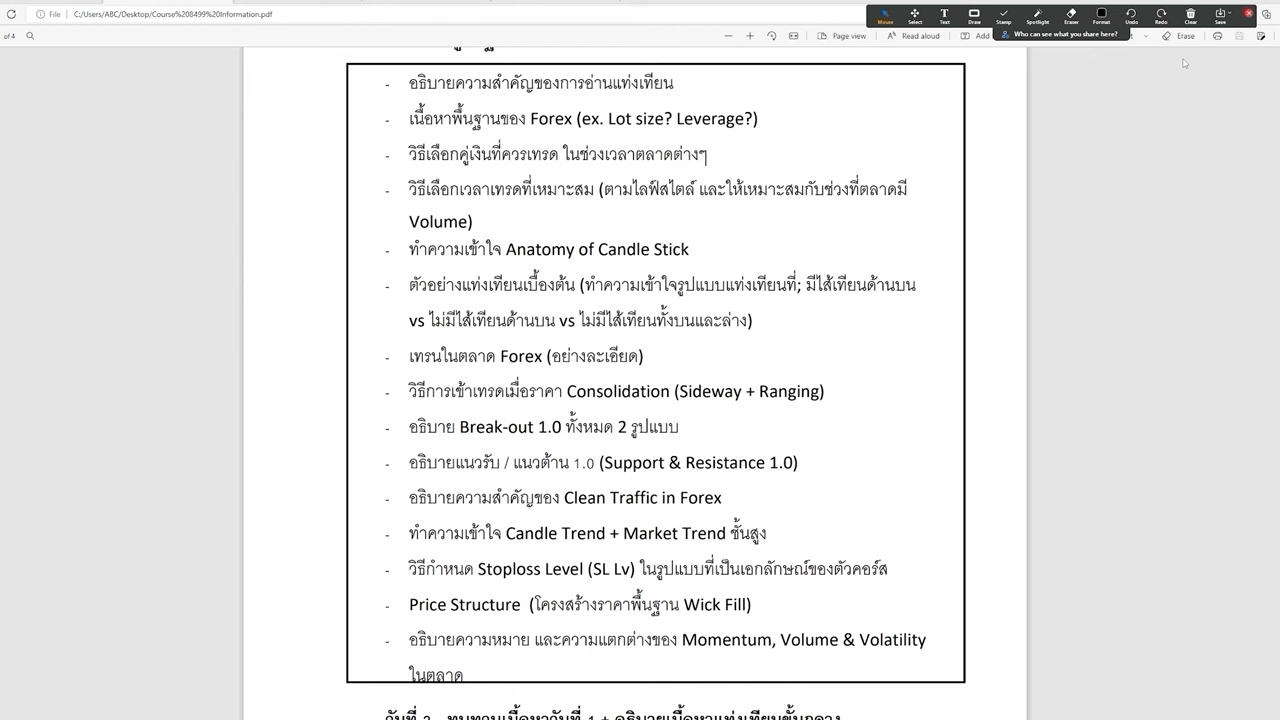 File
C:/Users/ABC/Desktop/Course%208499%20Information.pdf
Mouse Select Text Draw Stamp Spotlight Eraser Format Undo Redo Clear Save
Who can see what you share here?
of 4
Page view Read aloud Add Erase
- อธิบายความสำคัญของการอ่านแท่งเทียน
- เนื้อหาพื้นฐานของ Forex (ex. Lot size? Leverage?)
- วิธีเลือกคู่เงินที่ควรเทรด ในช่วงเวลาตลาดต่างๆ
- วิธีเลือกเวลาเทรดที่เหมาะสม (ตามไลฟ์สไตล์ และให้เหมาะสมกับช่วงที่ตลาดมี
Volume)
- ทำความเข้าใจ Anatomy of Candle Stick
- ตัวอย่างแท่งเทียนเบื้องต้น (ทำความเข้าใจรูปแบบแท่งเทียนที่; มีไส้เทียนด้านบน
vs ไม่มีไส้เทียนด้านบน vs ไม่มีไส้เทียนทั้งบนและล่าง)
- เทรนในตลาด Forex (อย่างละเอียด)
- วิธีการเข้าเทรดเมื่อราคา Consolidation (Sideway + Ranging)
- อธิบาย Break-out 1.0 ทั้งหมด 2 รูปแบบ
- อธิบายแนวรับ / แนวต้าน 1.0 (Support & Resistance 1.0)
- อธิบายความสำคัญของ Clean Traffic in Forex
- ทำความเข้าใจ Candle Trend + Market Trend ชั้นสูง
- วิธีกำหนด Stoploss Level (SL Lv) ในรูปแบบที่เป็นเอกลักษณ์ของตัวคอร์ส
- Price Structure (โครงสร้างราคาพื้นฐาน Wick Fill)
- อธิบายความหมาย และความแตกต่างของ Momentum, Volume & Volatility
ในตลาด